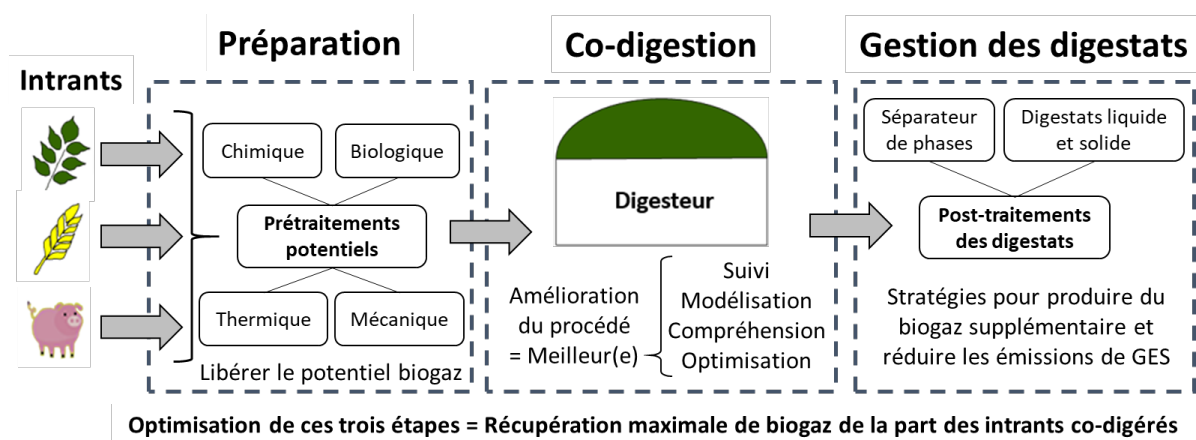 Intrants
Préparation
Chimique
Biologique
Prétraitements
potentiels
Thermique
Mécanique
Libérer le potentiel biogaz
Co-digestion
Digesteur
Amélioration
du procédé
= Meilleur(e)
Suivi
Modélisation
Compréhension
Optimisation
Gestion des digestats
Séparateur
de phases
Digestats liquide
et solide
Post-traitements
des digestats
Stratégies pour produire du
biogaz supplémentaire et
réduire les émissions de GES
Optimisation de ces trois étapes = Récupération maximale de biogaz de la part des intrants co-digérés